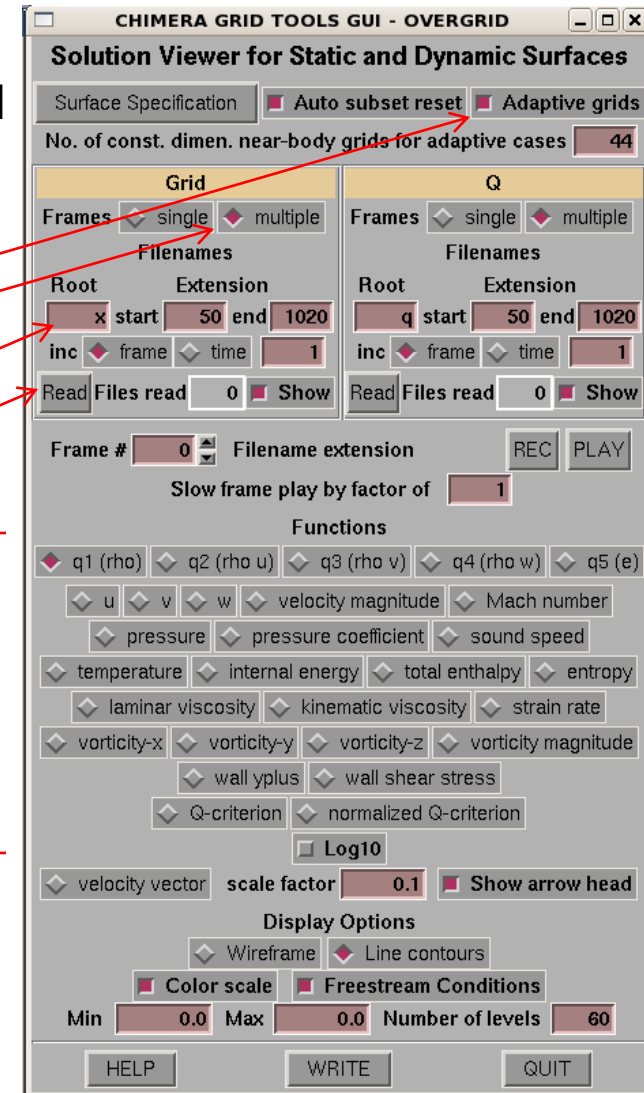 CHIMERA GRID TOOLS GUI - OVERGRID
Solution Viewer for Static and Dynamic Surfaces
Surface Specification Auto subset reset Adaptive grids
No. of const. dimen. near-body grids for adaptive cases 44
Grid Q
Frames single multiple Frames single multiple
Filenames Filenames
Root Extension Root Extension
x start 50 end 1020 q start 50 end 1020
inc frame time 1 inc frame time 1
Read Files read 0 Show Read Files read 0 Show
Frame # 0 Filename extension REC PLAY
Slow frame play by factor of 1
Functions
q1 (rho) q2 (rho u) q3 (rho v) q4 (rho w) q5 (e)
u v w velocity magnitude Mach number
pressure pressure coefficient sound speed
temperature internal energy total enthalpy entropy
laminar viscosity kinematic viscosity strain rate
vorticity-x vorticity-y vorticity-z vorticity magnitude
wall yplus wall shear stress
Q-criterion normalized Q-criterion
Log10
velocity vector scale factor 0.1 Show arrow head
Display Options
Wireframe Line contours
Color scale Freestream Conditions
Min 0.0 Max 0.0 Number of levels 60
HELP WRITE QUIT